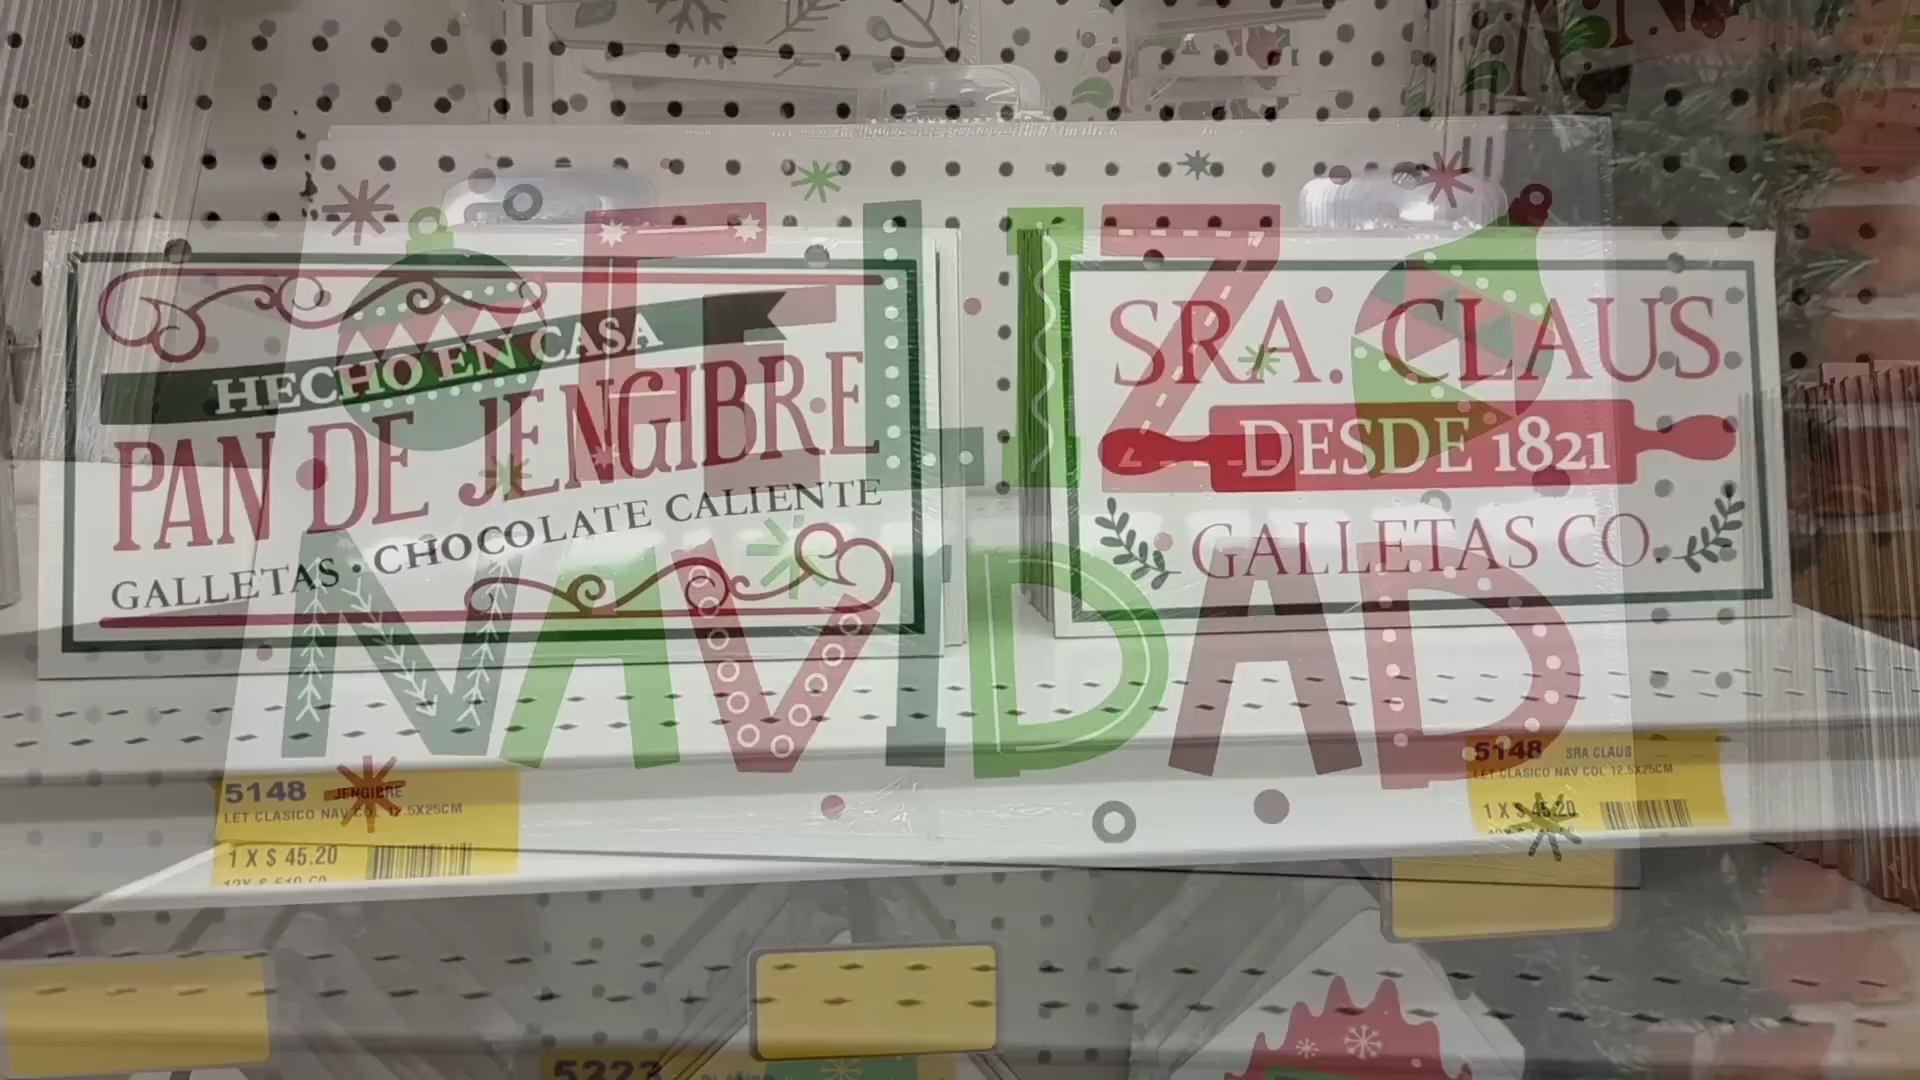 HECHO EN CASA
PAN DE JENGIBRE
GALLETAS • CHOCOLATE CALIENTE
SRA. CLAUS
DESDE 1821
GALLETAS CO.
FELIZ
NAVIDAD
5148 JENGIBRE
LET CLASICO NAV COL 12.5X25CM
1 X $ 45.20
5148 SRA CLAUS
LET CLASICO NAV COL 12.5X25CM
1 X $ 45.20
5223